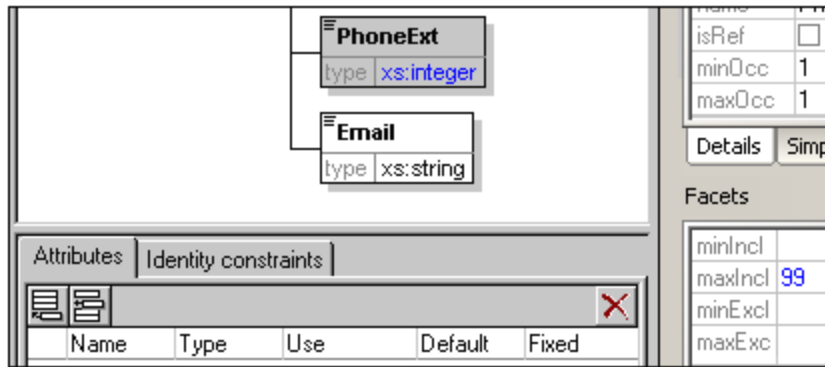 PhoneExt
type xs:integer
Email
type xs:string
Attributes Identity constraints
Name Type Use Default Fixed
isRef
minOcc 1
maxOcc 1
Details
Facets
minIncl
maxIncl 99
minExcl
maxExc